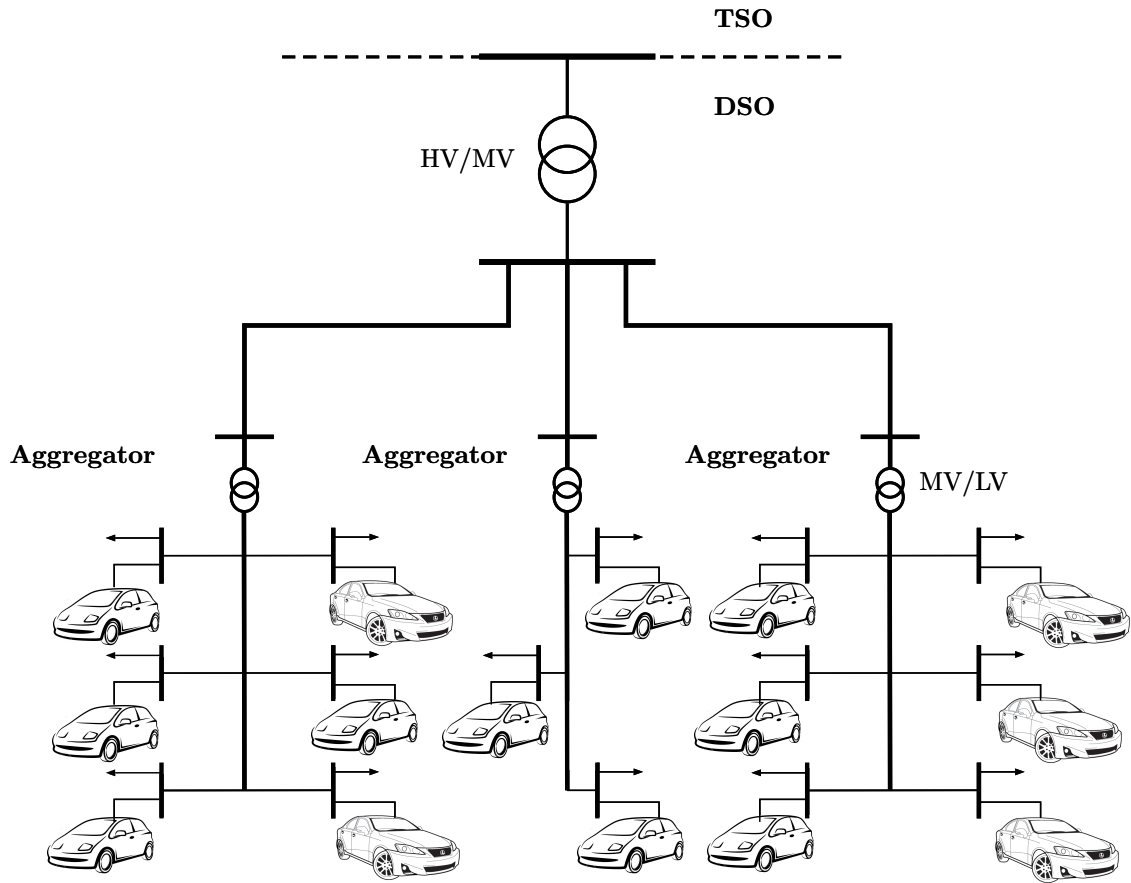 TSO
DSO
HV/MV
Aggregator
Aggregator
Aggregator
MV/LV